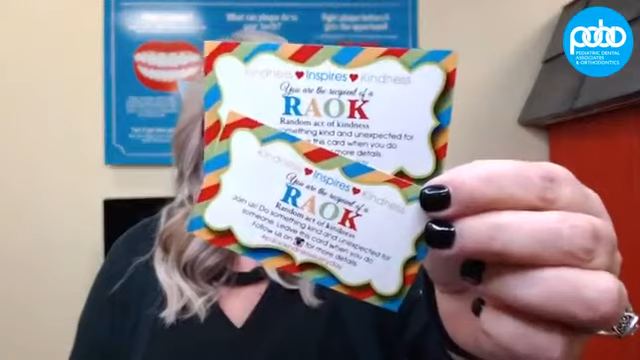 What can plaque do to
your teeth?
Fight plaque before it
gets the opportunity
pdao
PEDIATRIC DENTAL
ASSOCIATES
& ORTHODONTICS
Kindness ♥ Inspires ♥ Kindness
You are the recipient of a
RAOK
Random act of kindness
something kind and unexpected for
this card when you do
more details.
Kindness ♥ Inspires ♥ Kindness
You are the recipient of a
RAOK
Random act of kindness
Join us! Do something kind and unexpected for
someone. Leave this card when you do
Follow us on for more details.